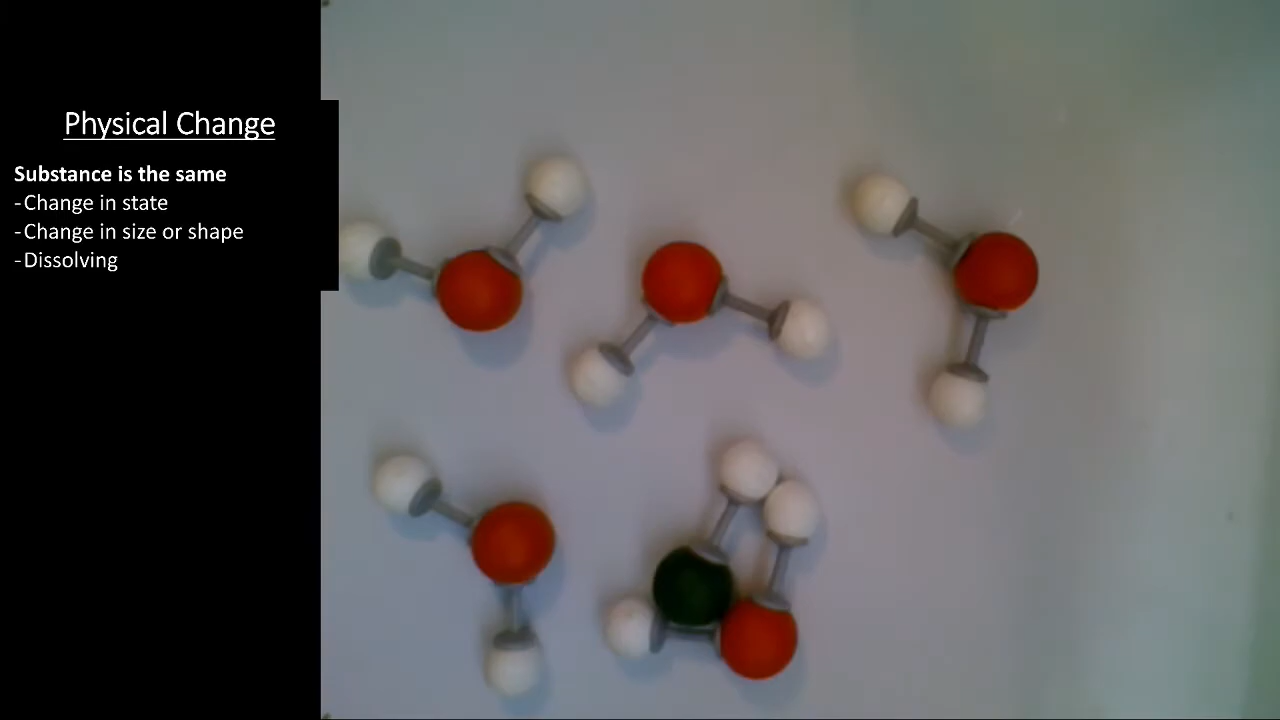 Physical Change
Substance is the same
-Change in state
-Change in size or shape
-Dissolving